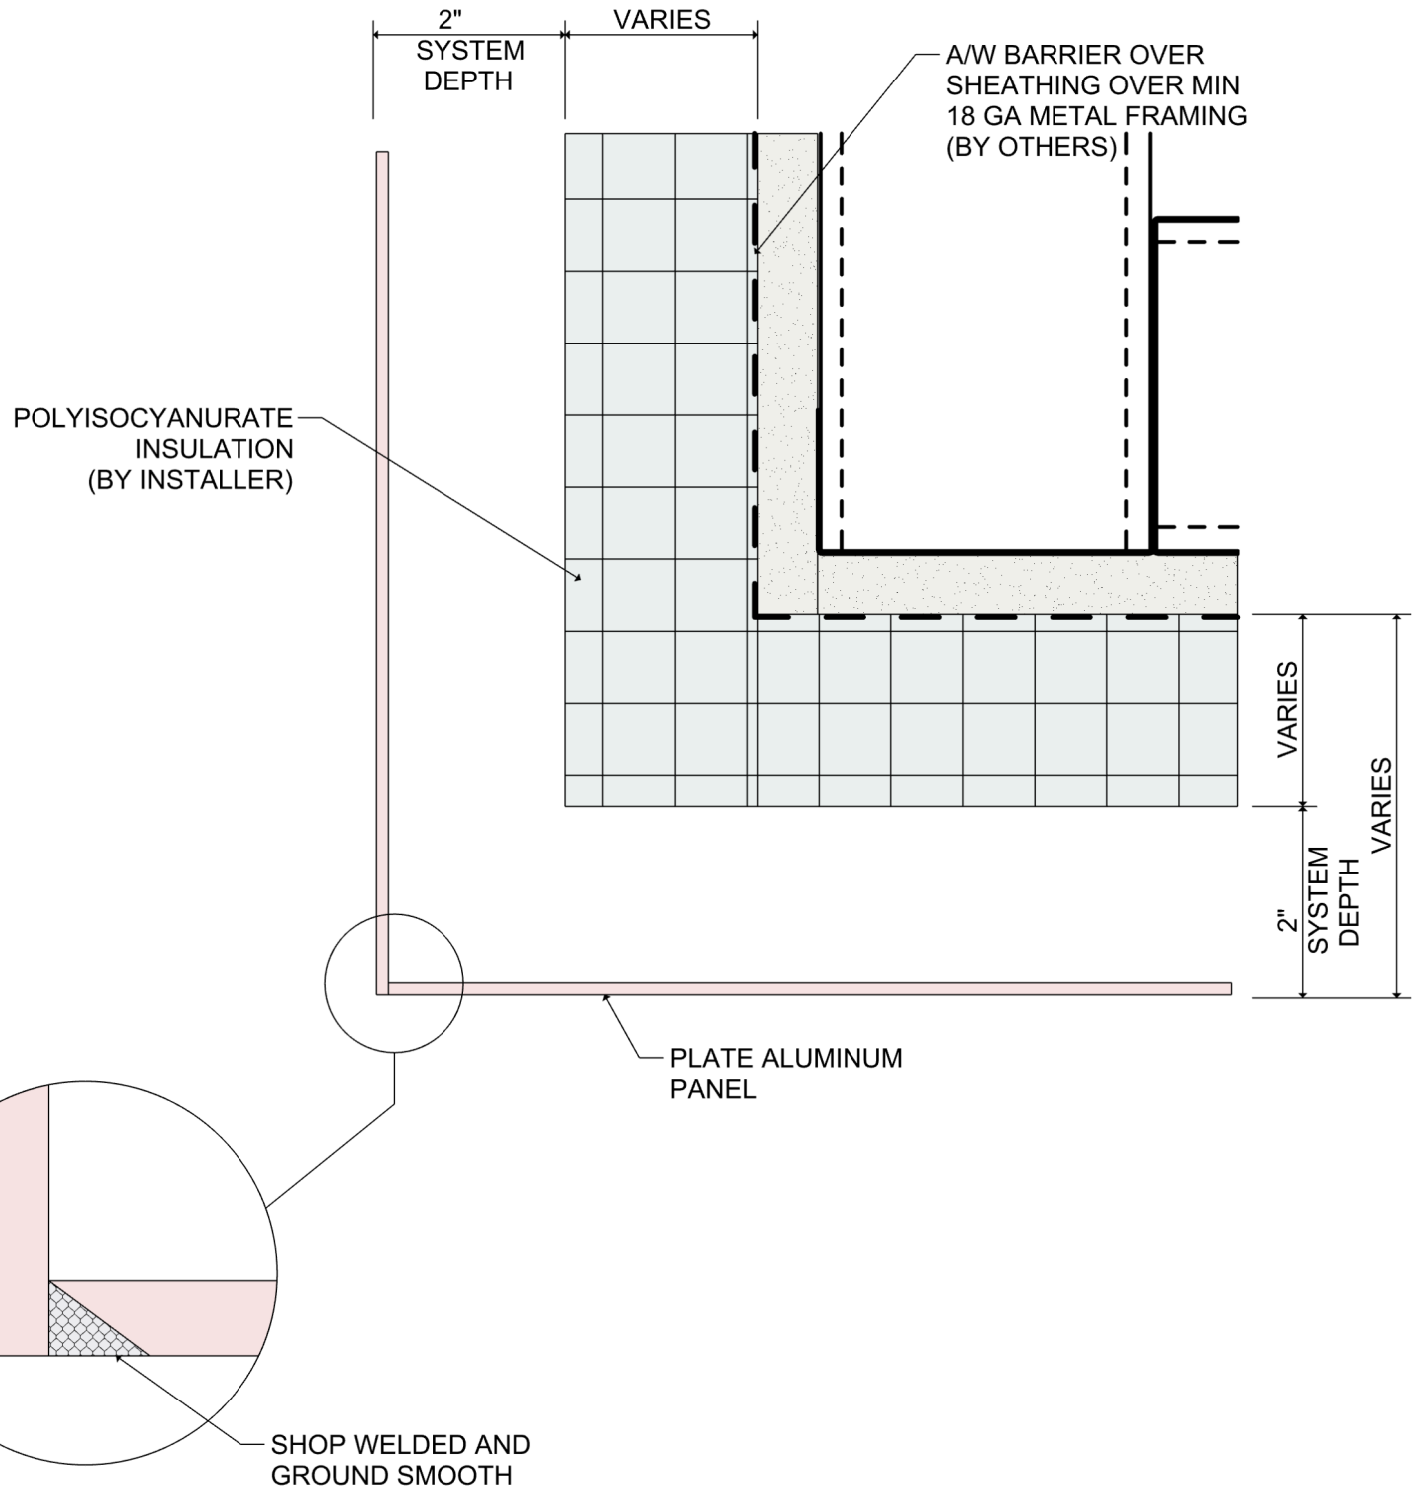 2"
SYSTEM
DEPTH
VARIES
A/W BARRIER OVER
SHEATHING OVER MIN
18 GA METAL FRAMING
(BY OTHERS)
POLYISOCYANURATE
INSULATION
(BY INSTALLER)
VARIES
VARIES
2"
SYSTEM
DEPTH
PLATE ALUMINUM
PANEL
SHOP WELDED AND
GROUND SMOOTH